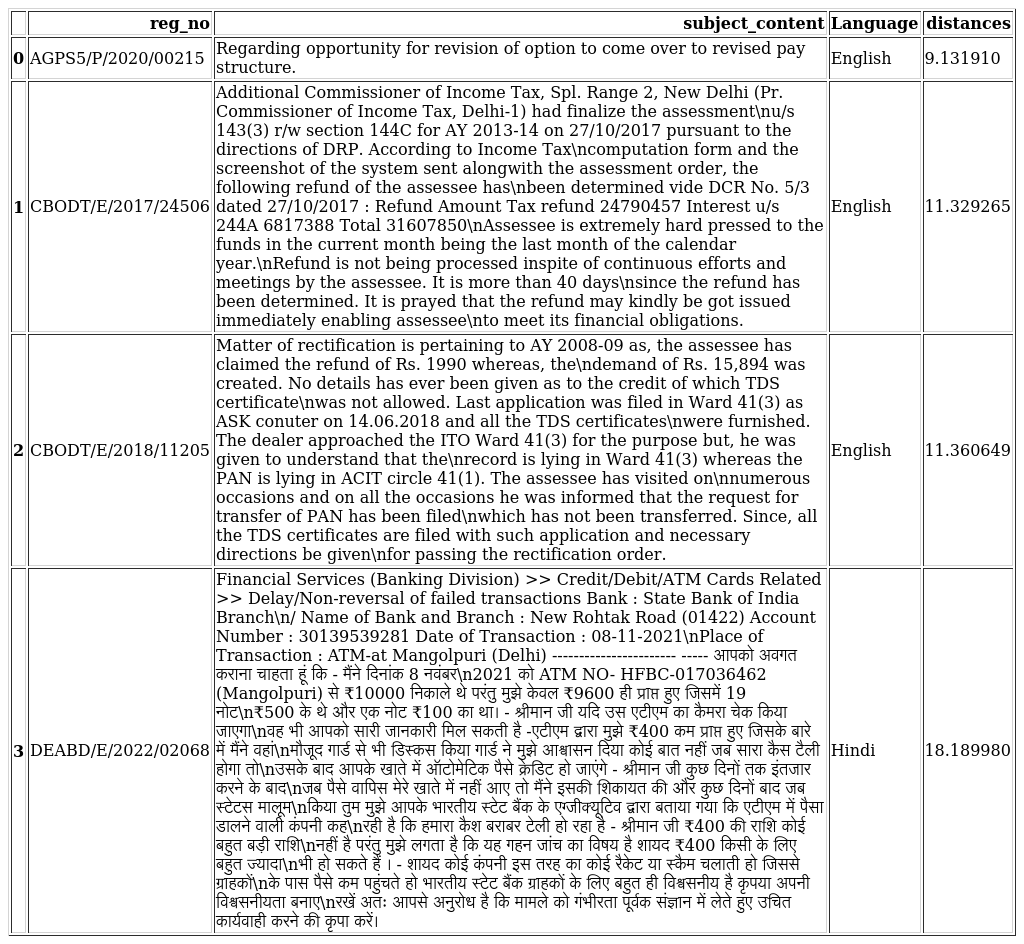 reg_no subject_content Language distances
0 AGPS5/P/2020/00215 Regarding opportunity for revision of option to come over to revised pay English 9.131910
structure.
Additional Commissioner of Income Tax, Spl. Range 2, New Delhi (Pr.
Commissioner of Income Tax, Delhi-1) had finalize the assessment\nu/s
143(3) r/w section 144C for AY 2013-14 on 27/10/2017 pursuant to the
directions of DRP. According to Income Tax\ncomputation form and the
screenshot of the system sent alongwith the assessment order, the
following refund of the assessee has\nbeen determined vide DCR No. 5/3
1 CBODT/E/2017/24506 dated 27/10/2017 : Refund Amount Tax refund 24790457 Interest u/s English 11.329265
244A 6817388 Total 31607850\nAssessee is extremely hard pressed to the
funds in the current month being the last month of the calendar
year.\nRefund is not being processed inspite of continuous efforts and
meetings by the assessee. It is more than 40 days\nsince the refund has
been determined. It is prayed that the refund may kindly be got issued
immediately enabling assessee\nto meet its financial obligations.
Matter of rectification is pertaining to AY 2008-09 as, the assessee has
claimed the refund of Rs. 1990 whereas, the\ndemand of Rs. 15,894 was
created. No details has ever been given as to the credit of which TDS
certificate\nwas not allowed. Last application was filed in Ward 41(3) as
ASK conuter on 14.06.2018 and all the TDS certificates\nwere furnished.
The dealer approached the ITO Ward 41(3) for the purpose but, he was
2 CBODT/E/2018/11205 given to understand that the\nrecord is lying in Ward 41(3) whereas the English 11.360649
PAN is lying in ACIT circle 41(1). The assessee has visited on\nnumerous
occasions and on all the occasions he was informed that the request for
transfer of PAN has been filed\nwhich has not been transferred. Since, all
the TDS certificates are filed with such application and necessary
directions be given\nfor passing the rectification order.
Financial Services (Banking Division) >> Credit/Debit/ATM Cards Related
>> Delay/Non-reversal of failed transactions Bank : State Bank of India
Branch\n/ Name of Bank and Branch : New Rohtak Road (01422) Account
Number : 30139539281 Date of Transaction : 08-11-2021\nPlace of
Transaction : ATM-at Mangolpuri (Delhi) ----------------------- ----- आपको अवगत
कराना चाहता हूं कि - मैंने दिनांक 8 नवंबर\n2021 को ATM NO- HFBC-017036462
(Mangolpuri) से ₹10000 निकाले थे परंतु मुझे केवल ₹9600 ही प्राप्त हुए जिसमें 19
नोट\n₹500 के थे और एक नोट ₹100 का था। - श्रीमान जी यदि उस एटीएम का कैमरा चेक किया
जाएगा\nवह भी आपको सारी जानकारी मिल सकती है -एटीएम द्वारा मुझे ₹400 कम प्राप्त हुए जिसके बारे
3 DEABD/E/2022/02068 में मैंने वहां\nमौजूद गार्ड से भी डिस्कस किया गार्ड ने मुझे आश्वासन दिया कोई बात नहीं जब सारा कैस टैली Hindi 18.189980
होगा तो\nउसके बाद आपके खाते में ऑटोमेटिक पैसे क्रेडिट हो जाएंगे - श्रीमान जी कुछ दिनों तक इंतजार
करने के बाद\nजब पैसे वापिस मेरे खाते में नहीं आए तो मैंने इसकी शिकायत की और कुछ दिनों बाद जब
स्टेटस मालूम\nकिया तुम मुझे आपके भारतीय स्टेट बैंक के एग्जीक्यूटिव द्वारा बताया गया कि एटीएम में पैसा
डालने वाली कंपनी कह\nरही है कि हमारा कैश बराबर टेली हो रहा है - श्रीमान जी ₹400 की राशि कोई
बहुत बड़ी राशि\nनहीं है परंतु मुझे लगता है कि यह गहन जांच का विषय है शायद ₹400 किसी के लिए
बहुत ज्यादा\nभी हो सकते हैं । - शायद कोई कंपनी इस तरह का कोई रैकेट या स्कैम चलाती हो जिससे
ग्राहकों\nके पास पैसे कम पहुंचते हो भारतीय स्टेट बैंक ग्राहकों के लिए बहुत ही विश्वसनीय है कृपया अपनी
विश्वसनीयता बनाए\nरखें अतः आपसे अनुरोध है कि मामले को गंभीरता पूर्वक संज्ञान में लेते हुए उचित
कार्यवाही करने की कृपा करें।